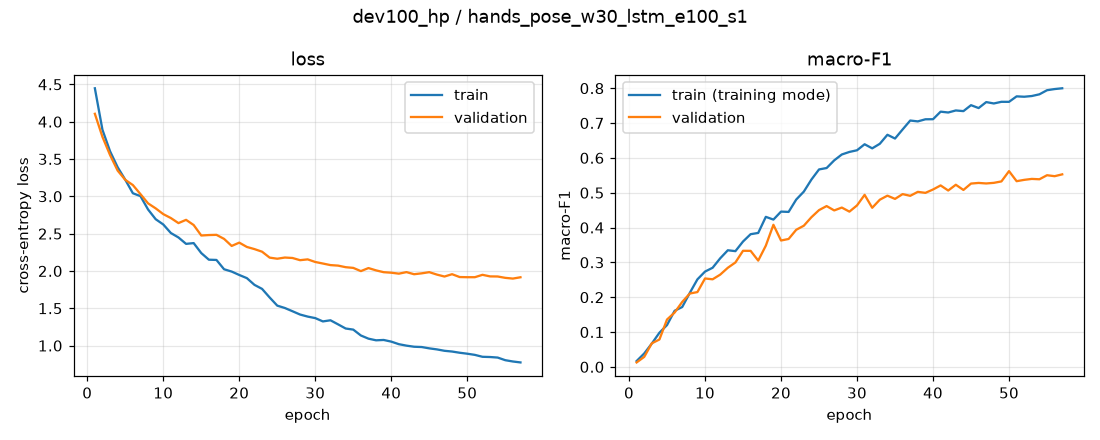 dev100_hp / hands_pose_w30_lstm_e100_s1
loss
4.5
4.0
3.5
3.0
2.5
2.0
1.5
1.0
cross-entropy loss
train
validation
0 10 20 30 40 50
epoch
macro-F1
0.8
0.7
0.6
0.5
0.4
0.3
0.2
0.1
0.0
macro-F1
train (training mode)
validation
0 10 20 30 40 50
epoch